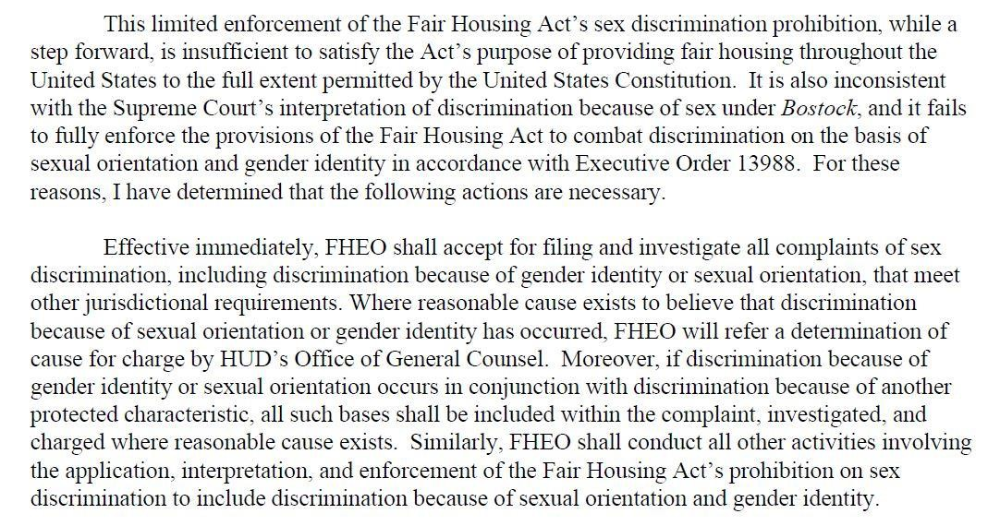 This limited enforcement of the Fair Housing Act’s sex discrimination prohibition, while a
step forward, is insufficient to satisfy the Act’s purpose of providing fair housing throughout the
United States to the full extent permitted by the United States Constitution.  It is also inconsistent
with the Supreme Court’s interpretation of discrimination because of sex under Bostock, and it fails
to fully enforce the provisions of the Fair Housing Act to combat discrimination on the basis of
sexual orientation and gender identity in accordance with Executive Order 13988.  For these
reasons, I have determined that the following actions are necessary.
Effective immediately, FHEO shall accept for filing and investigate all complaints of sex
discrimination, including discrimination because of gender identity or sexual orientation, that meet
other jurisdictional requirements. Where reasonable cause exists to believe that discrimination
because of sexual orientation or gender identity has occurred, FHEO will refer a determination of
cause for charge by HUD’s Office of General Counsel.  Moreover, if discrimination because of
gender identity or sexual orientation occurs in conjunction with discrimination because of another
protected characteristic, all such bases shall be included within the complaint, investigated, and
charged where reasonable cause exists.  Similarly, FHEO shall conduct all other activities involving
the application, interpretation, and enforcement of the Fair Housing Act’s prohibition on sex
discrimination to include discrimination because of sexual orientation and gender identity.